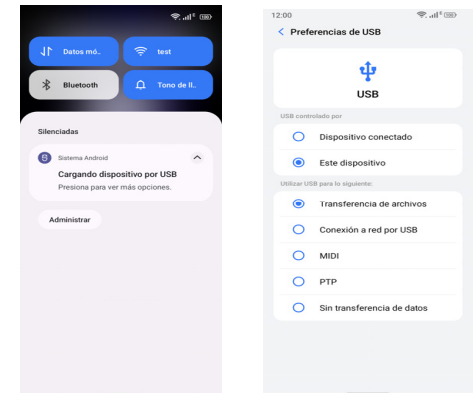 Datos mó..
test
Bluetooth
Tono de ll..
Silenciadas
Sistema Android
Cargando dispositivo por USB
Presiona para ver más opciones.
Administrar
12:00
Preferencias de USB
USB
USB controlado por
Dispositivo conectado
Este dispositivo
Utilizar USB para lo siguiente:
Transferencia de archivos
Conexión a red por USB
MIDI
PTP
Sin transferencia de datos